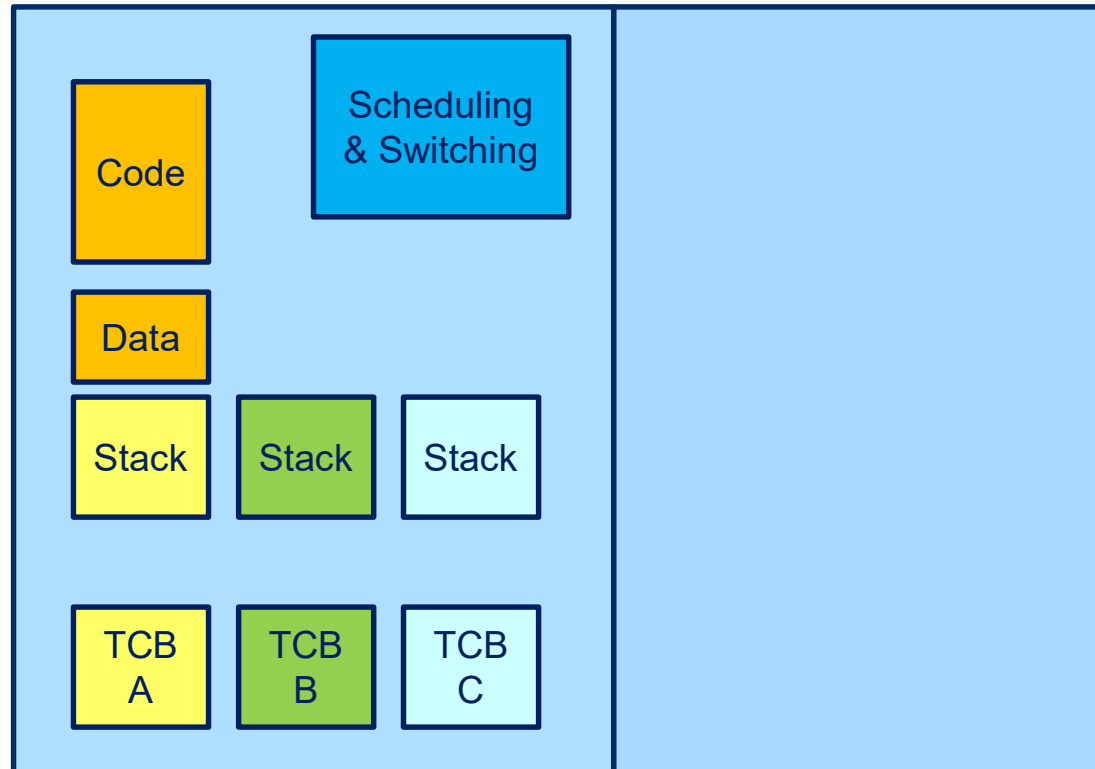 Scheduling
& Switching
Code
Data
Stack
Stack
Stack
TCB
A
TCB
B
TCB
C